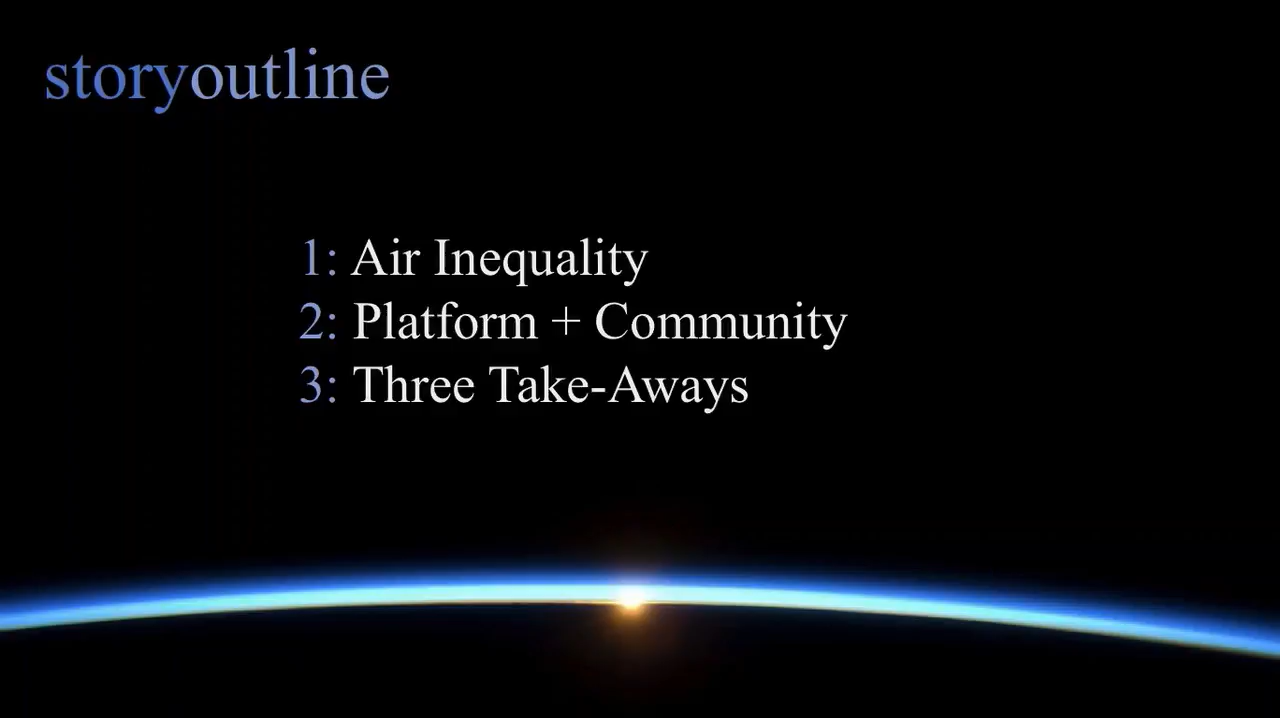 storyoutline
1: Air Inequality
2: Platform + Community
3: Three Take-Aways